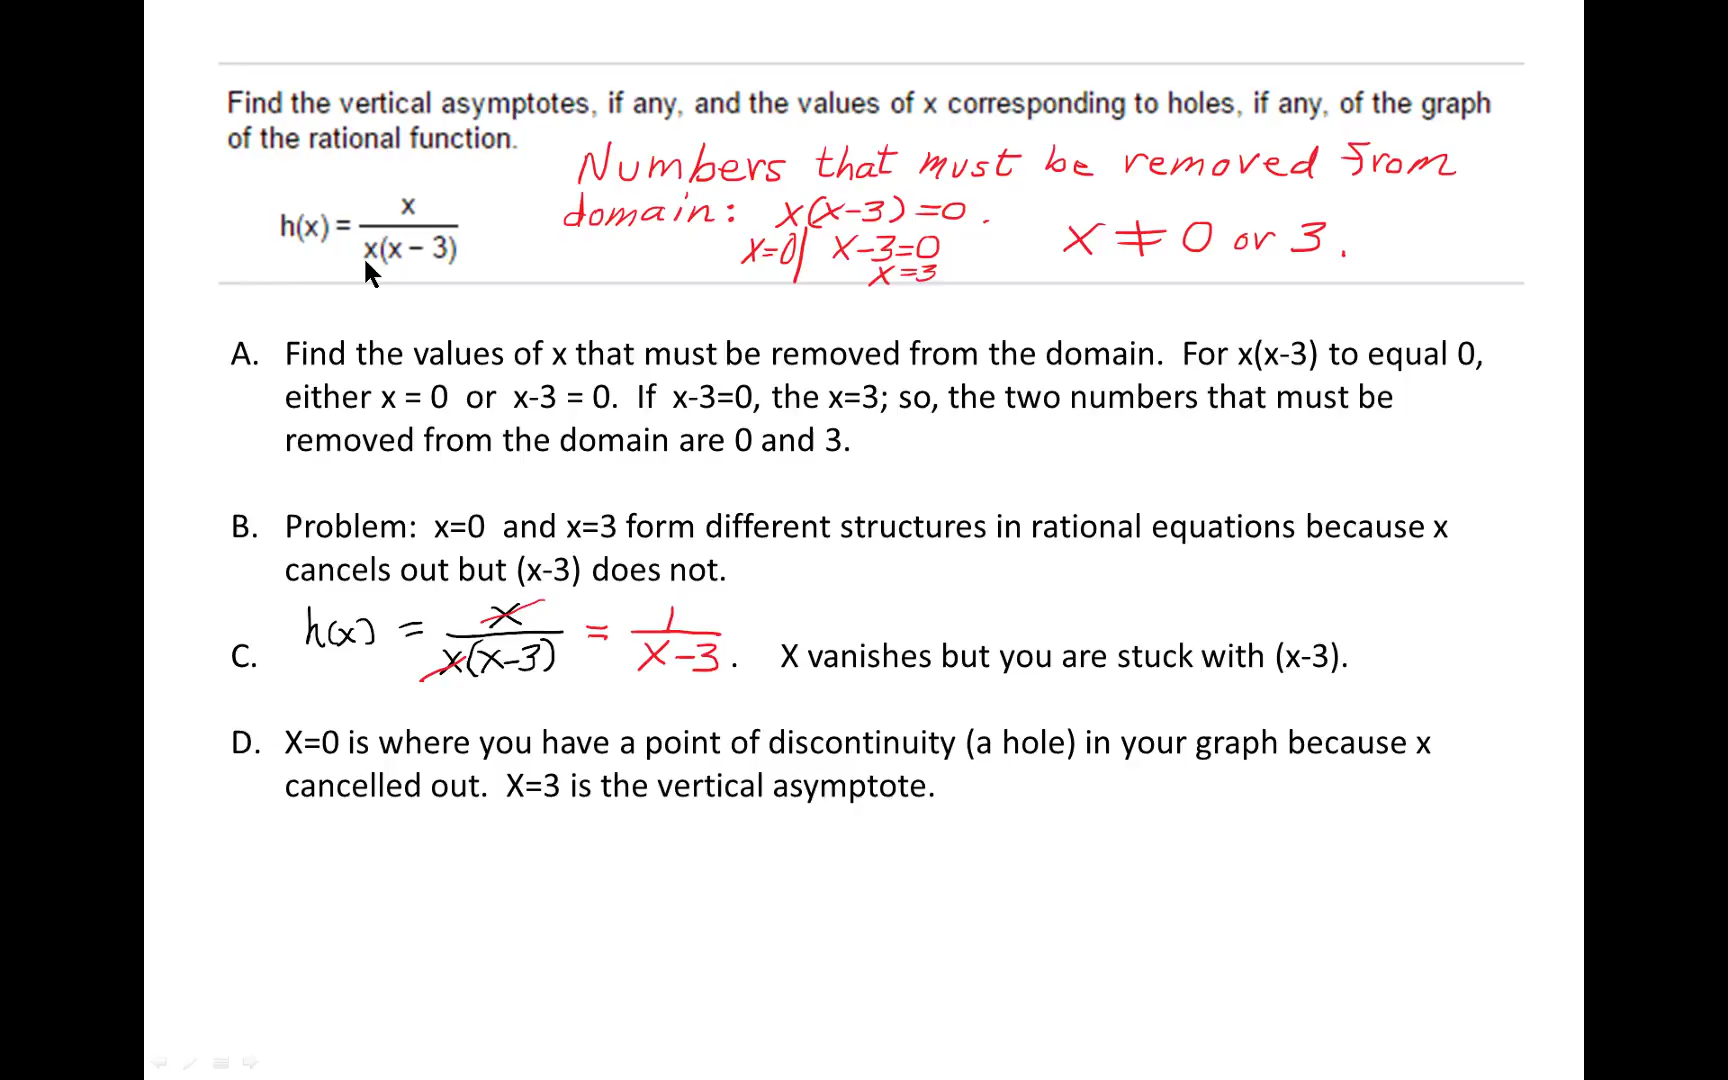 Find the vertical asymptotes, if any, and the values of x corresponding to holes, if any, of the graph
of the rational function.
Numbers that must be removed from
domain: x(x-3)=0.
h(x) = x / x(x – 3)
x=0 | x-3=0
x=3
x ≠ 0 or 3.
A. Find the values of x that must be removed from the domain. For x(x-3) to equal 0,
either x = 0 or x-3 = 0. If x-3=0, the x=3; so, the two numbers that must be
removed from the domain are 0 and 3.
B. Problem: x=0 and x=3 form different structures in rational equations because x
cancels out but (x-3) does not.
C. h(x) = x / x(x-3) = 1 / x-3. X vanishes but you are stuck with (x-3).
D. X=0 is where you have a point of discontinuity (a hole) in your graph because x
cancelled out. X=3 is the vertical asymptote.